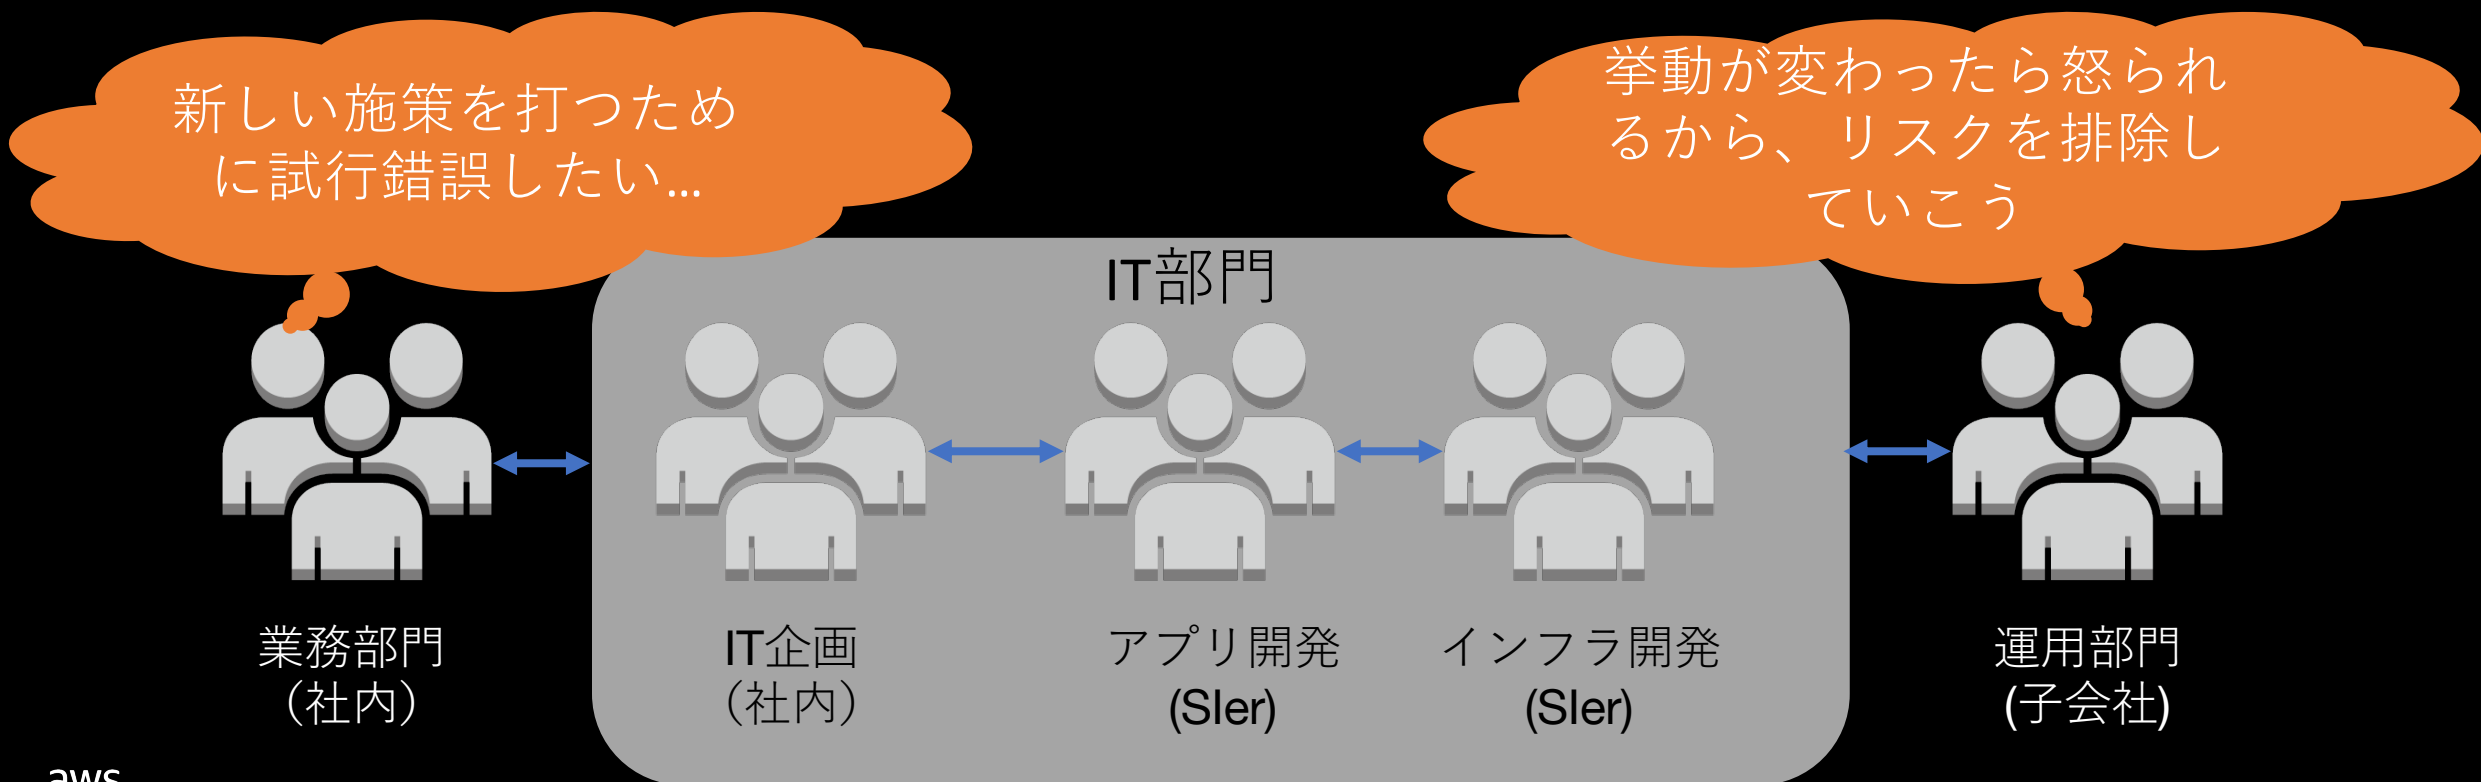 新しい施策を打つため
に試行錯誤したい...
挙動が変わったら怒られ
るから、リスクを排除し
ていこう
IT部門
業務部門
（社内）
IT企画
（社内）
アプリ開発
(SIer)
インフラ開発
(SIer)
運用部門
(子会社)
aws